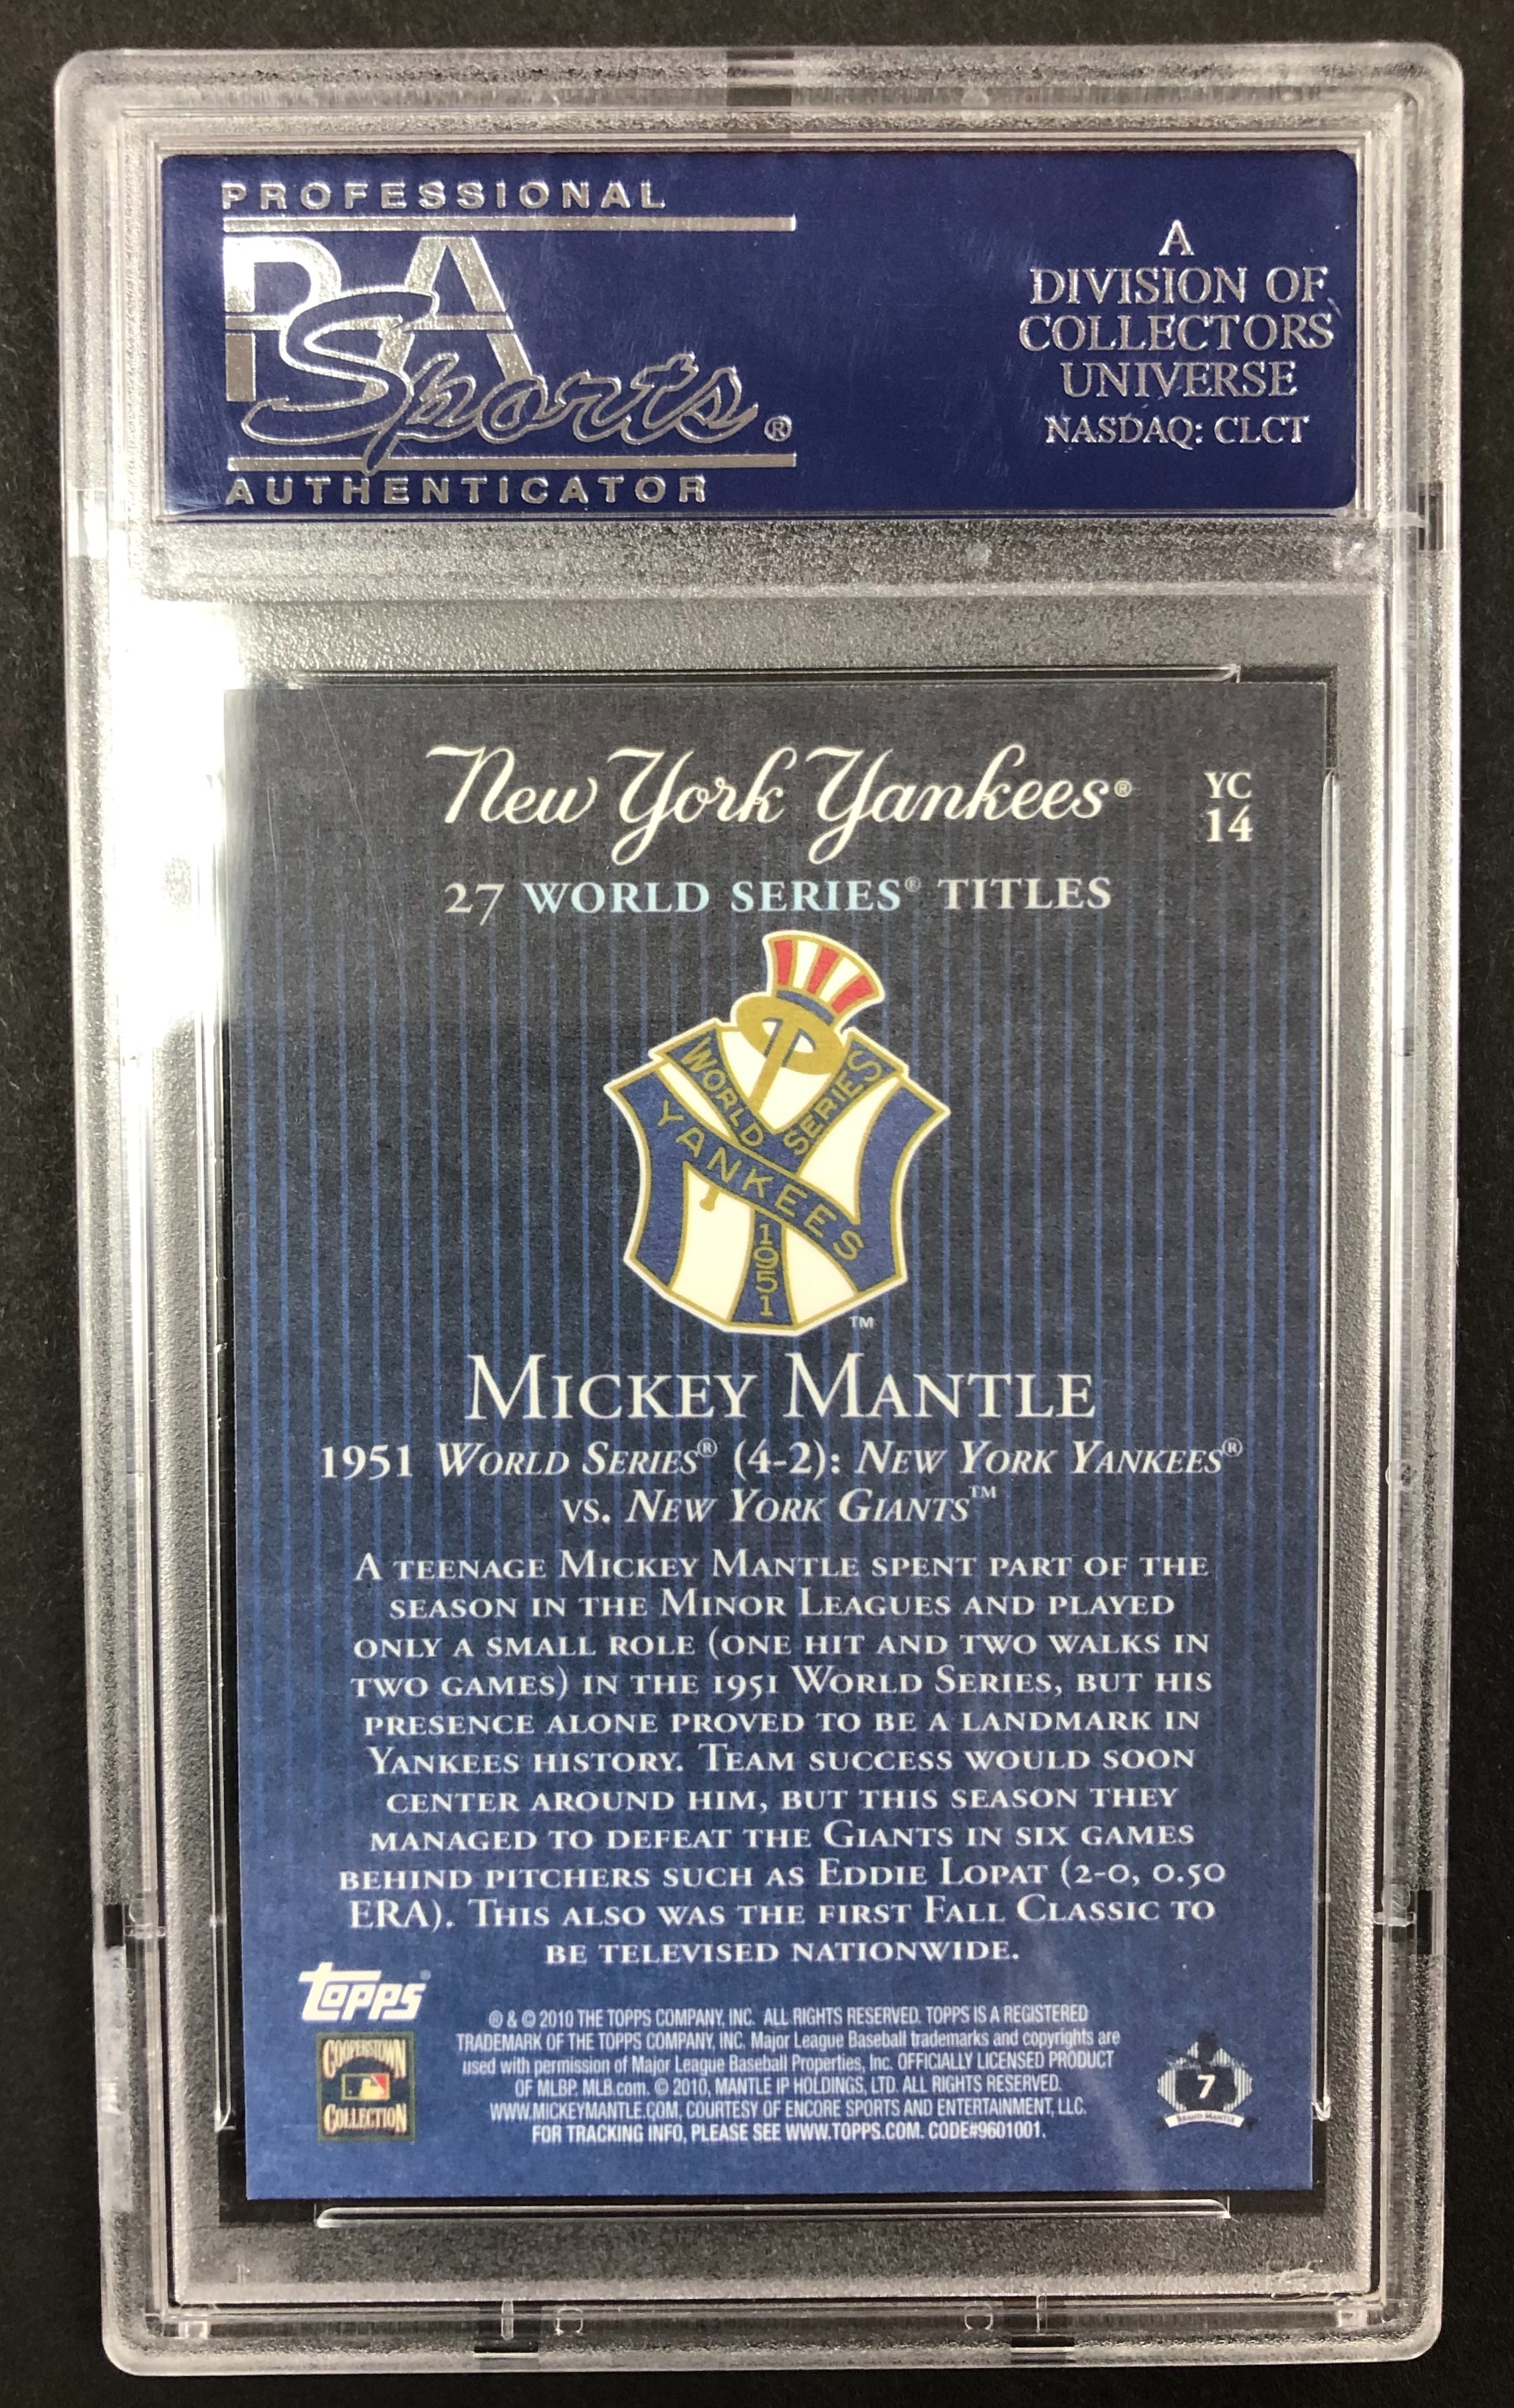 PROFESSIONAL
PSA
Sports®
AUTHENTICATOR
A
DIVISION OF
COLLECTORS
UNIVERSE
NASDAQ: CLCT
New York Yankees®
YC
14
27 WORLD SERIES® TITLES
WORLD SERIES
YANKEES
1951
TM
MICKEY MANTLE
1951 WORLD SERIES® (4-2): NEW YORK YANKEES®
VS. NEW YORK GIANTS™
A TEENAGE MICKEY MANTLE SPENT PART OF THE
SEASON IN THE MINOR LEAGUES AND PLAYED
ONLY A SMALL ROLE (ONE HIT AND TWO WALKS IN
TWO GAMES) IN THE 1951 WORLD SERIES, BUT HIS
PRESENCE ALONE PROVED TO BE A LANDMARK IN
YANKEES HISTORY. TEAM SUCCESS WOULD SOON
CENTER AROUND HIM, BUT THIS SEASON THEY
MANAGED TO DEFEAT THE GIANTS IN SIX GAMES
BEHIND PITCHERS SUCH AS EDDIE LOPAT (2-0, 0.50
ERA). THIS ALSO WAS THE FIRST FALL CLASSIC TO
BE TELEVISED NATIONWIDE.
Topps®
COOPERSTOWN
COLLECTION
® & © 2010 THE TOPPS COMPANY, INC. ALL RIGHTS RESERVED. TOPPS IS A REGISTERED
TRADEMARK OF THE TOPPS COMPANY, INC. Major League Baseball trademarks and copyrights are
used with permission of Major League Baseball Properties, Inc. OFFICIALLY LICENSED PRODUCT
OF MLBP. MLB.com. © 2010, MANTLE IP HOLDINGS, LTD. ALL RIGHTS RESERVED.
WWW.MICKEYMANTLE.COM, COURTESY OF ENCORE SPORTS AND ENTERTAINMENT, LLC.
FOR TRACKING INFO, PLEASE SEE WWW.TOPPS.COM. CODE#9601001.
7
BRAND MANTLE